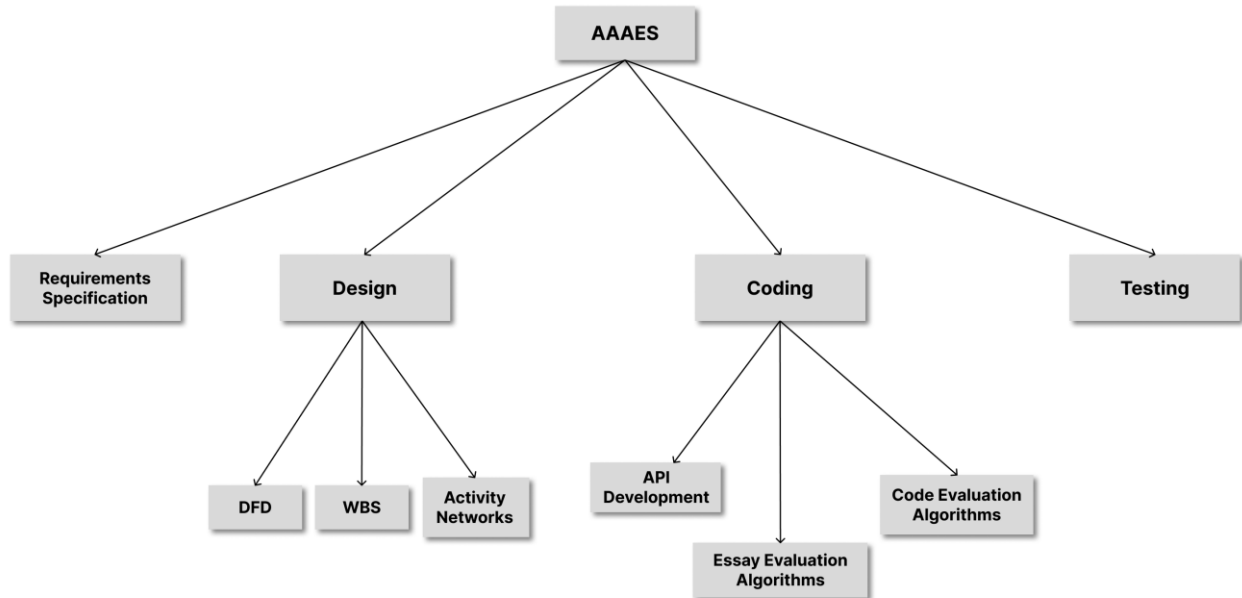 AAAES
Requirements
Specification
Design
Coding
Testing
DFD
WBS
Activity
Networks
API
Development
Essay Evaluation
Algorithms
Code Evaluation
Algorithms